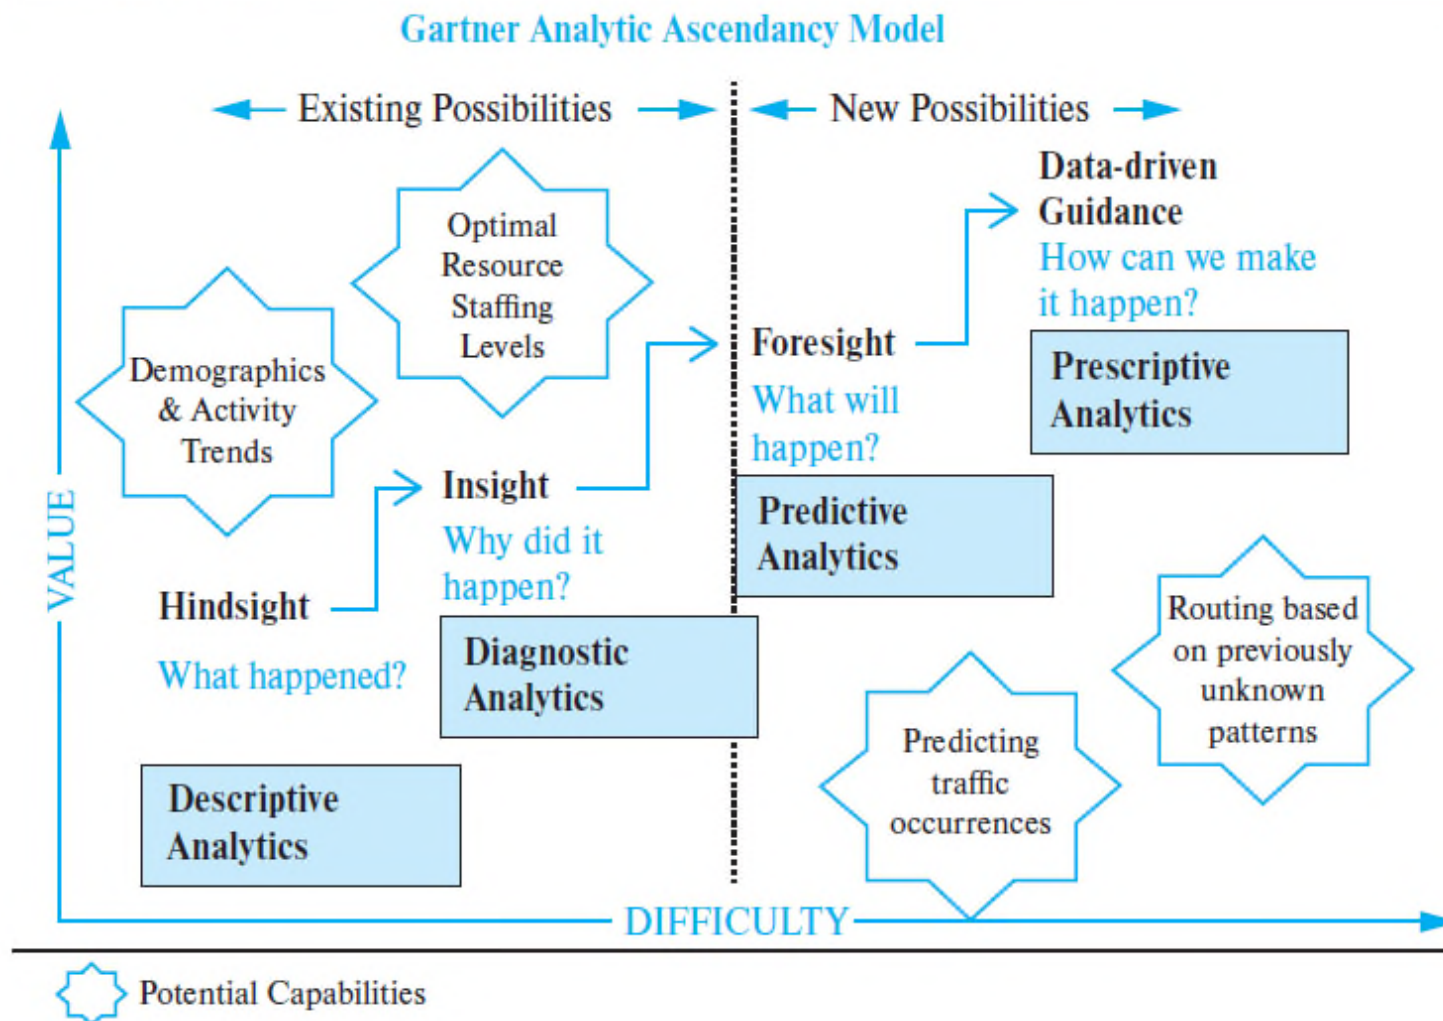 Gartner Analytic Ascendancy Model
Existing Possibilities
New Possibilities
Data-driven
Guidance
How can we make
it happen?
Prescriptive
Analytics
Optimal
Resource
Staffing
Levels
Demographics
& Activity
Trends
Foresight
What will
happen?
Predictive
Analytics
Insight
Why did it
happen?
Diagnostic
Analytics
Hindsight
What happened?
Descriptive
Analytics
Routing based
on previously
unknown
patterns
Predicting
traffic
occurrences
VALUE
DIFFICULTY
Potential Capabilities